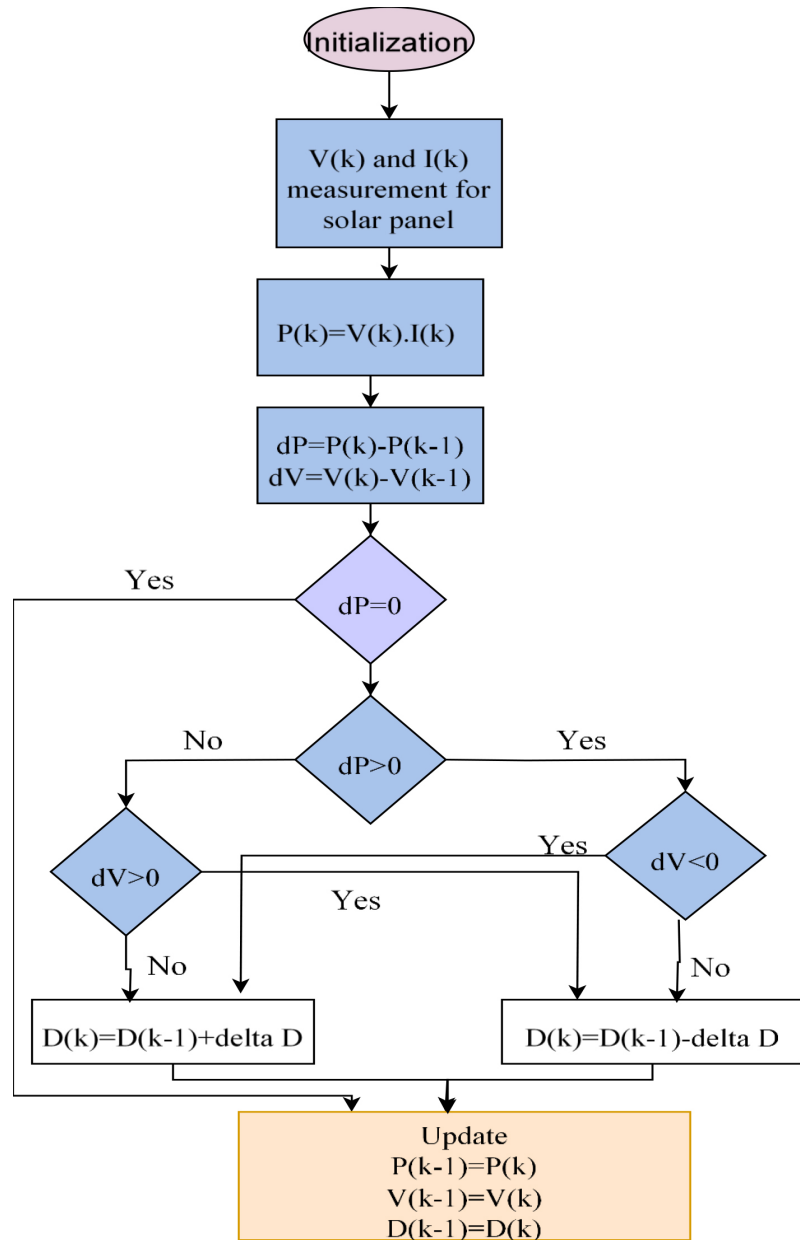 Initialization
V(k) and I(k)
measurement for
solar panel
P(k)=V(k).I(k)
dP=P(k)-P(k-1)
dV=V(k)-V(k-1)
Yes
dP=0
No
dP>0
Yes
dV>0
Yes
dV<0
Yes
No
No
D(k)=D(k-1)+delta D
D(k)=D(k-1)-delta D
Update
P(k-1)=P(k)
V(k-1)=V(k)
D(k-1)=D(k)